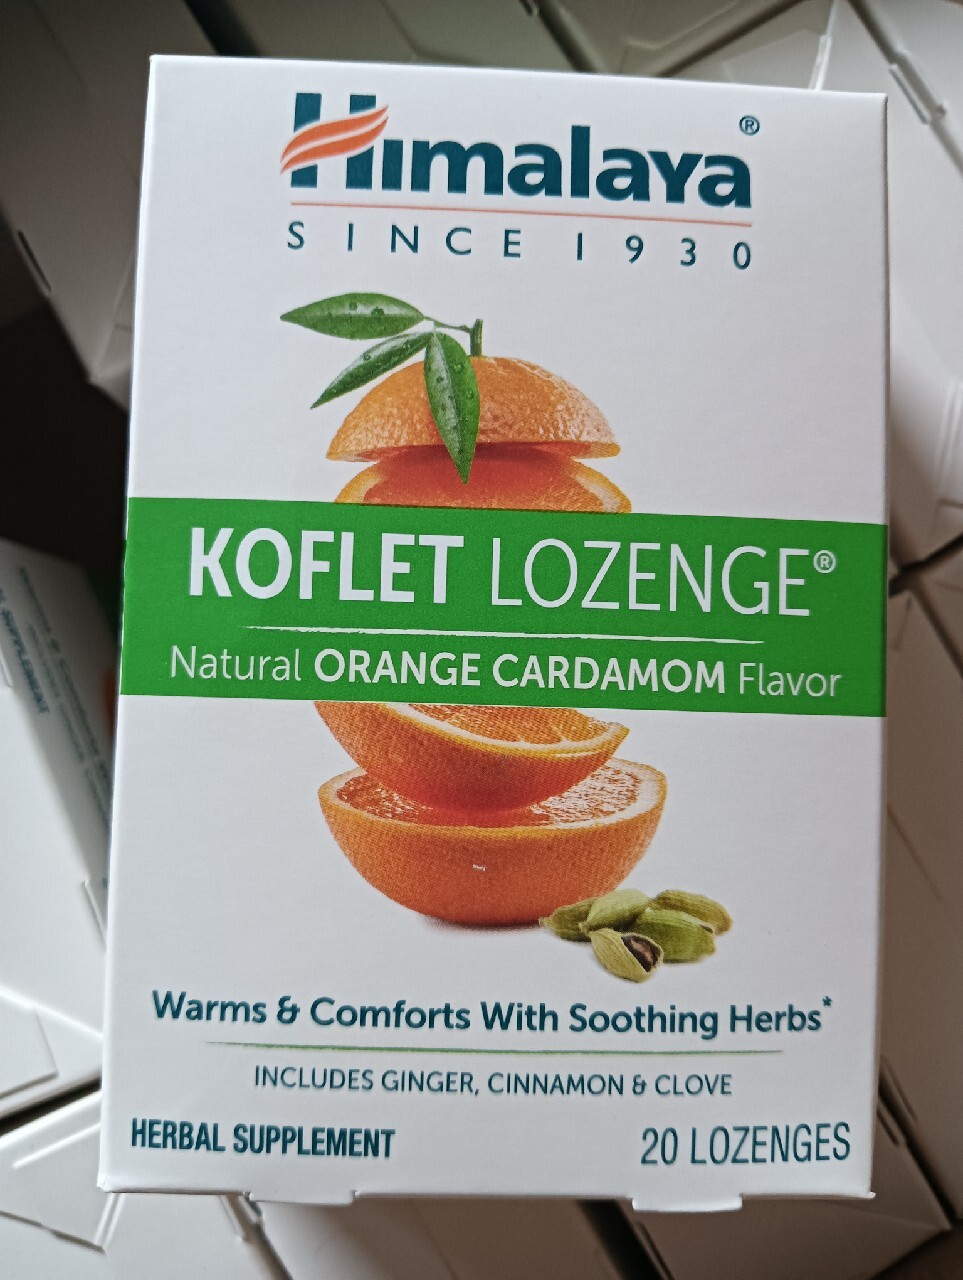 Himalaya®
SINCE 1930
KOFLET LOZENGE®
Natural ORANGE CARDAMOM Flavor
Warms & Comforts With Soothing Herbs*
INCLUDES GINGER, CINNAMON & CLOVE
HERBAL SUPPLEMENT
20 LOZENGES